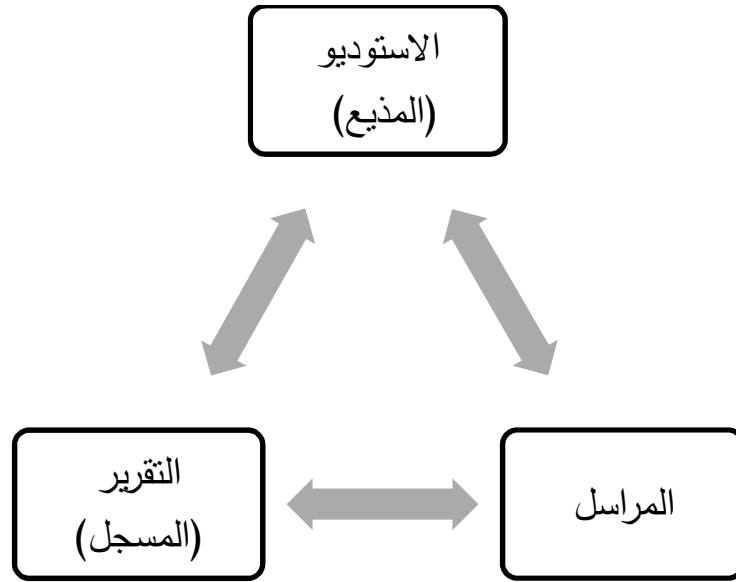 الاستوديو
(المذيع)
المراسل
التقرير
(المسجل)